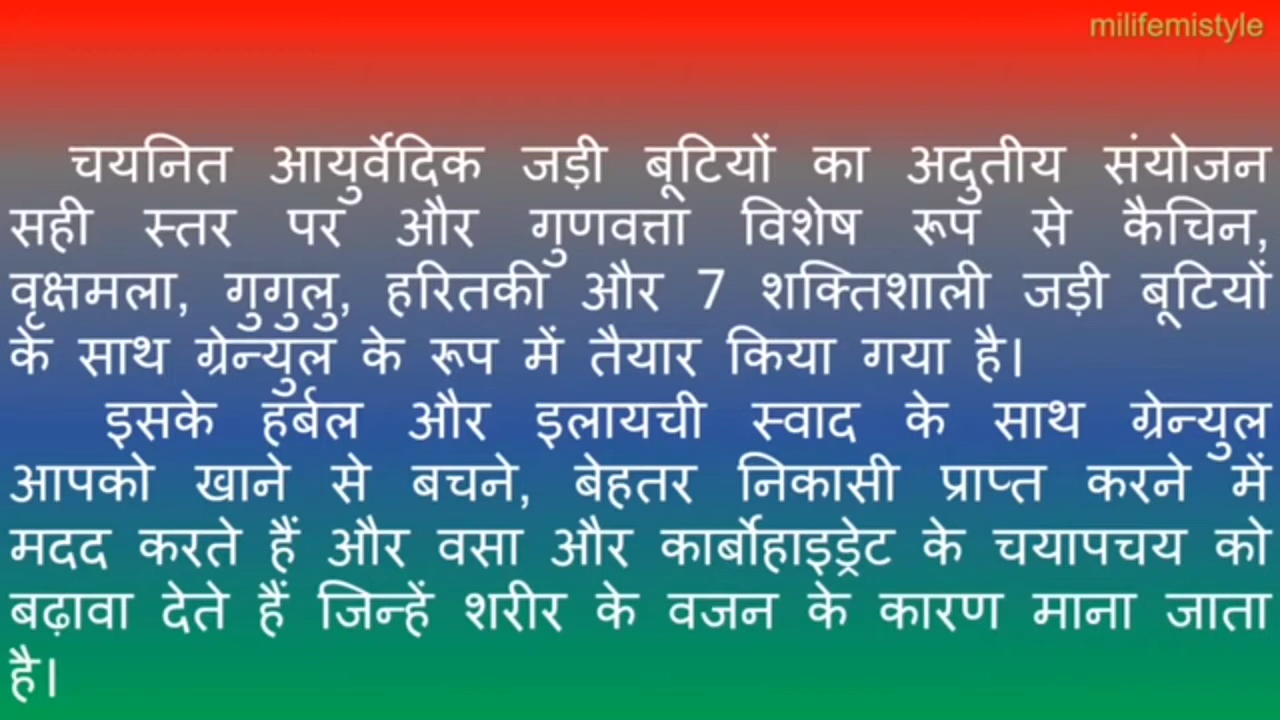 milifemistyle
चयनित आयुर्वेदिक जड़ी बूटियों का अदुतीय संयोजन
सही स्तर पर और गुणवत्ता विशेष रूप से कैचिन,
वृक्षमला, गुगुलु, हरितकी और 7 शक्तिशाली जड़ी बूटियों
के साथ ग्रेन्युल के रूप में तैयार किया गया है।
इसके हर्बल और इलायची स्वाद के साथ ग्रेन्युल
आपको खाने से बचने, बेहतर निकासी प्राप्त करने में
मदद करते हैं और वसा और कार्बोहाइड्रेट के चयापचय को
बढ़ावा देते हैं जिन्हें शरीर के वजन के कारण माना जाता
है।